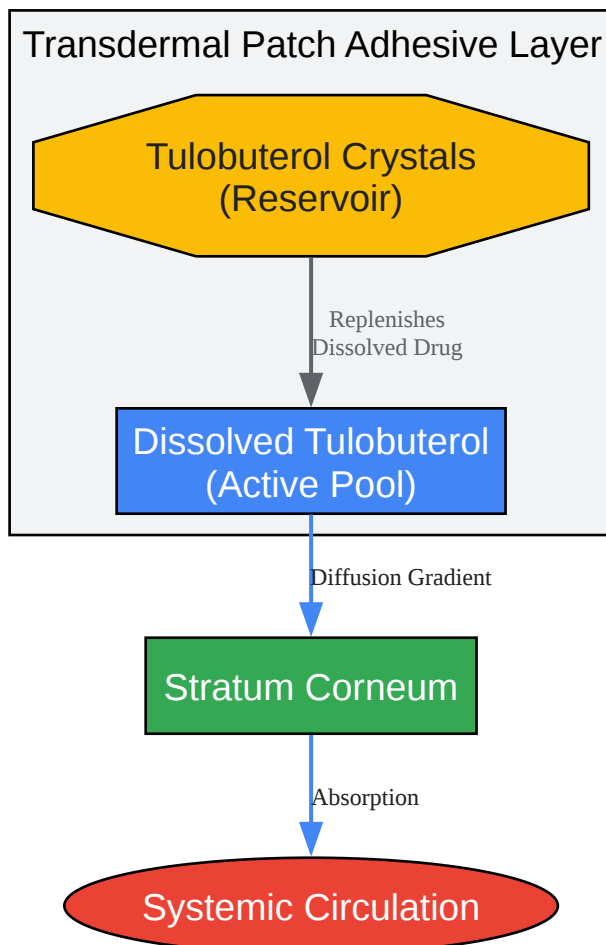 Transdermal Patch Adhesive Layer
Tulobuterol Crystals
(Reservoir)
Replenishes
Dissolved Drug
Dissolved Tulobuterol
(Active Pool)
Diffusion Gradient
Stratum Corneum
Absorption
Systemic Circulation